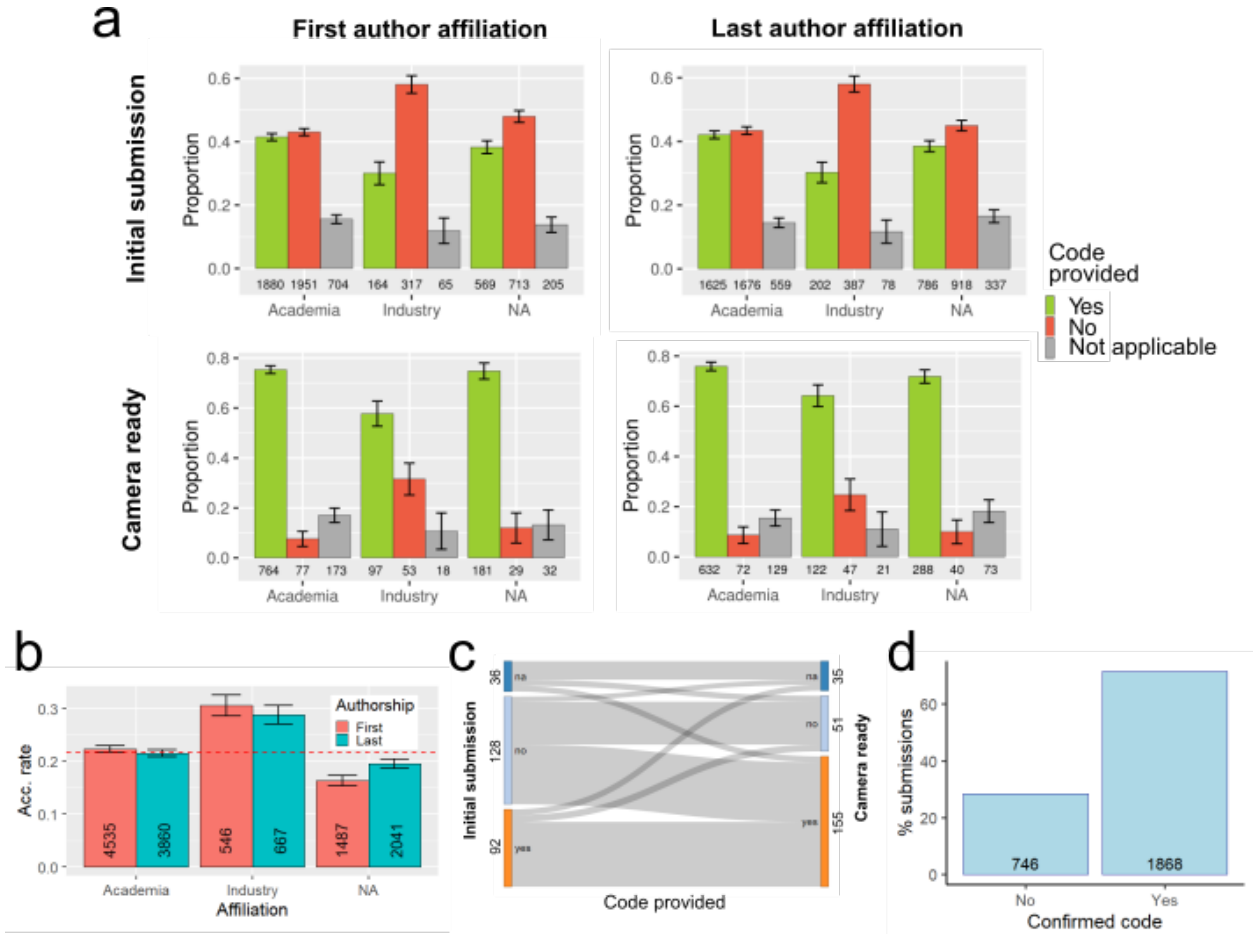 a
First author affiliation
Last author affiliation
Initial submission
Proportion
0.6
0.4
0.2
0.0
1880 1951 704 164 317 65 569 713 205
Academia Industry NA
Proportion
0.6
0.4
0.2
0.0
1625 1676 559 202 387 78 786 918 337
Academia Industry NA
Code
provided
Yes
No
Not applicable
Camera ready
Proportion
0.8
0.6
0.4
0.2
0.0
764 77 173 97 53 18 181 29 32
Academia Industry NA
Proportion
0.8
0.6
0.4
0.2
0.0
632 72 129 122 47 21 288 40 73
Academia Industry NA
b
Acc. rate
0.3
0.2
0.1
0.0
Authorship
First
Last
4535 3860 546 667 1487 2041
Academia Industry NA
Affiliation
c
Initial submission
36
128
92
na
no
yes
na
no
yes
35
51
155
Camera ready
Code provided
d
% submissions
60
40
20
0
746 1868
No Yes
Confirmed code